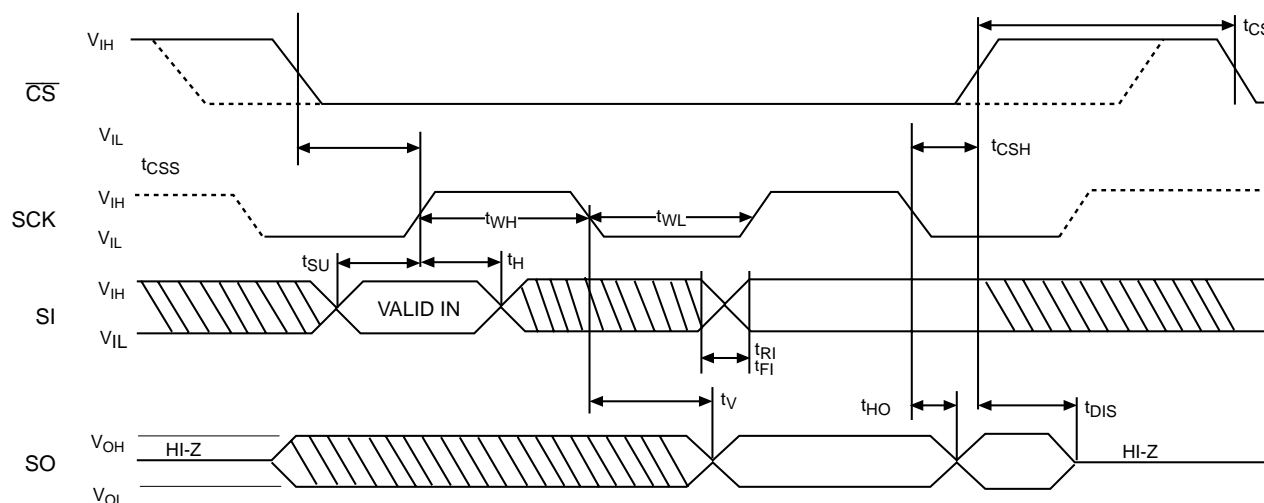 VIH
tCS
CS
VIL
tCSS
tCSH
VIH
SCK
tWH
tWL
VIL
tSU
tH
VIH
SI
VALID IN
VIL
tRI
tFI
tV
tHO
tDIS
VOH
HI-Z
HI-Z
SO
VOL